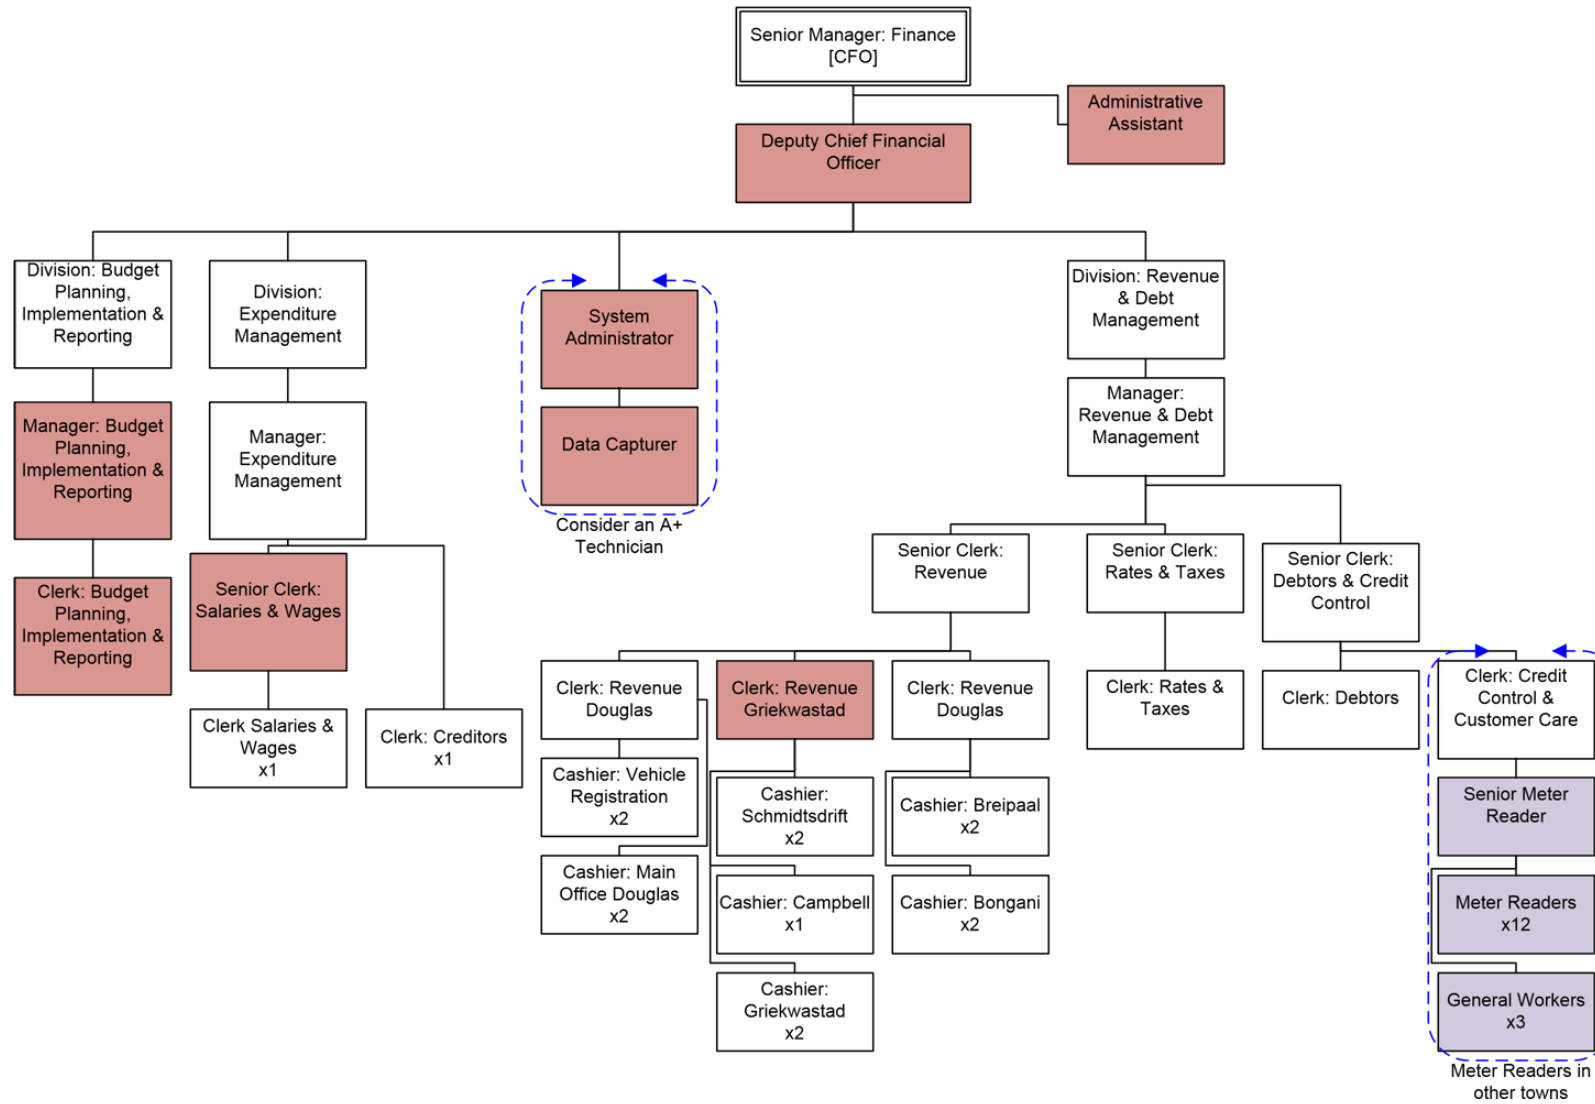 Senior Manager: Finance
[CFO]
Administrative
Assistant
Deputy Chief Financial
Officer
Division: Budget
Planning,
Implementation &
Reporting
Division:
Expenditure
Management
System
Administrator
Division: Revenue
& Debt
Management
Manager: Budget
Planning,
Implementation &
Reporting
Manager:
Expenditure
Management
Data Capturer
Consider an A+
Technician
Manager:
Revenue & Debt
Management
Clerk: Budget
Planning,
Implementation &
Reporting
Senior Clerk:
Salaries & Wages
Senior Clerk:
Revenue
Senior Clerk:
Rates & Taxes
Senior Clerk:
Debtors & Credit
Control
Clerk Salaries &
Wages
x1
Clerk: Creditors
x1
Clerk: Revenue
Douglas
Clerk: Revenue
Griekwastad
Clerk: Revenue
Douglas
Clerk: Rates &
Taxes
Clerk: Debtors
Clerk: Credit
Control &
Customer Care
Cashier: Vehicle
Registration
x2
Cashier:
Schmidtsdrift
x2
Cashier: Breipaal
x2
Senior Meter
Reader
Cashier: Main
Office Douglas
x2
Cashier: Campbell
x1
Cashier: Bongani
x2
Meter Readers
x12
Cashier:
Griekwastad
x2
General Workers
x3
Meter Readers in
other towns